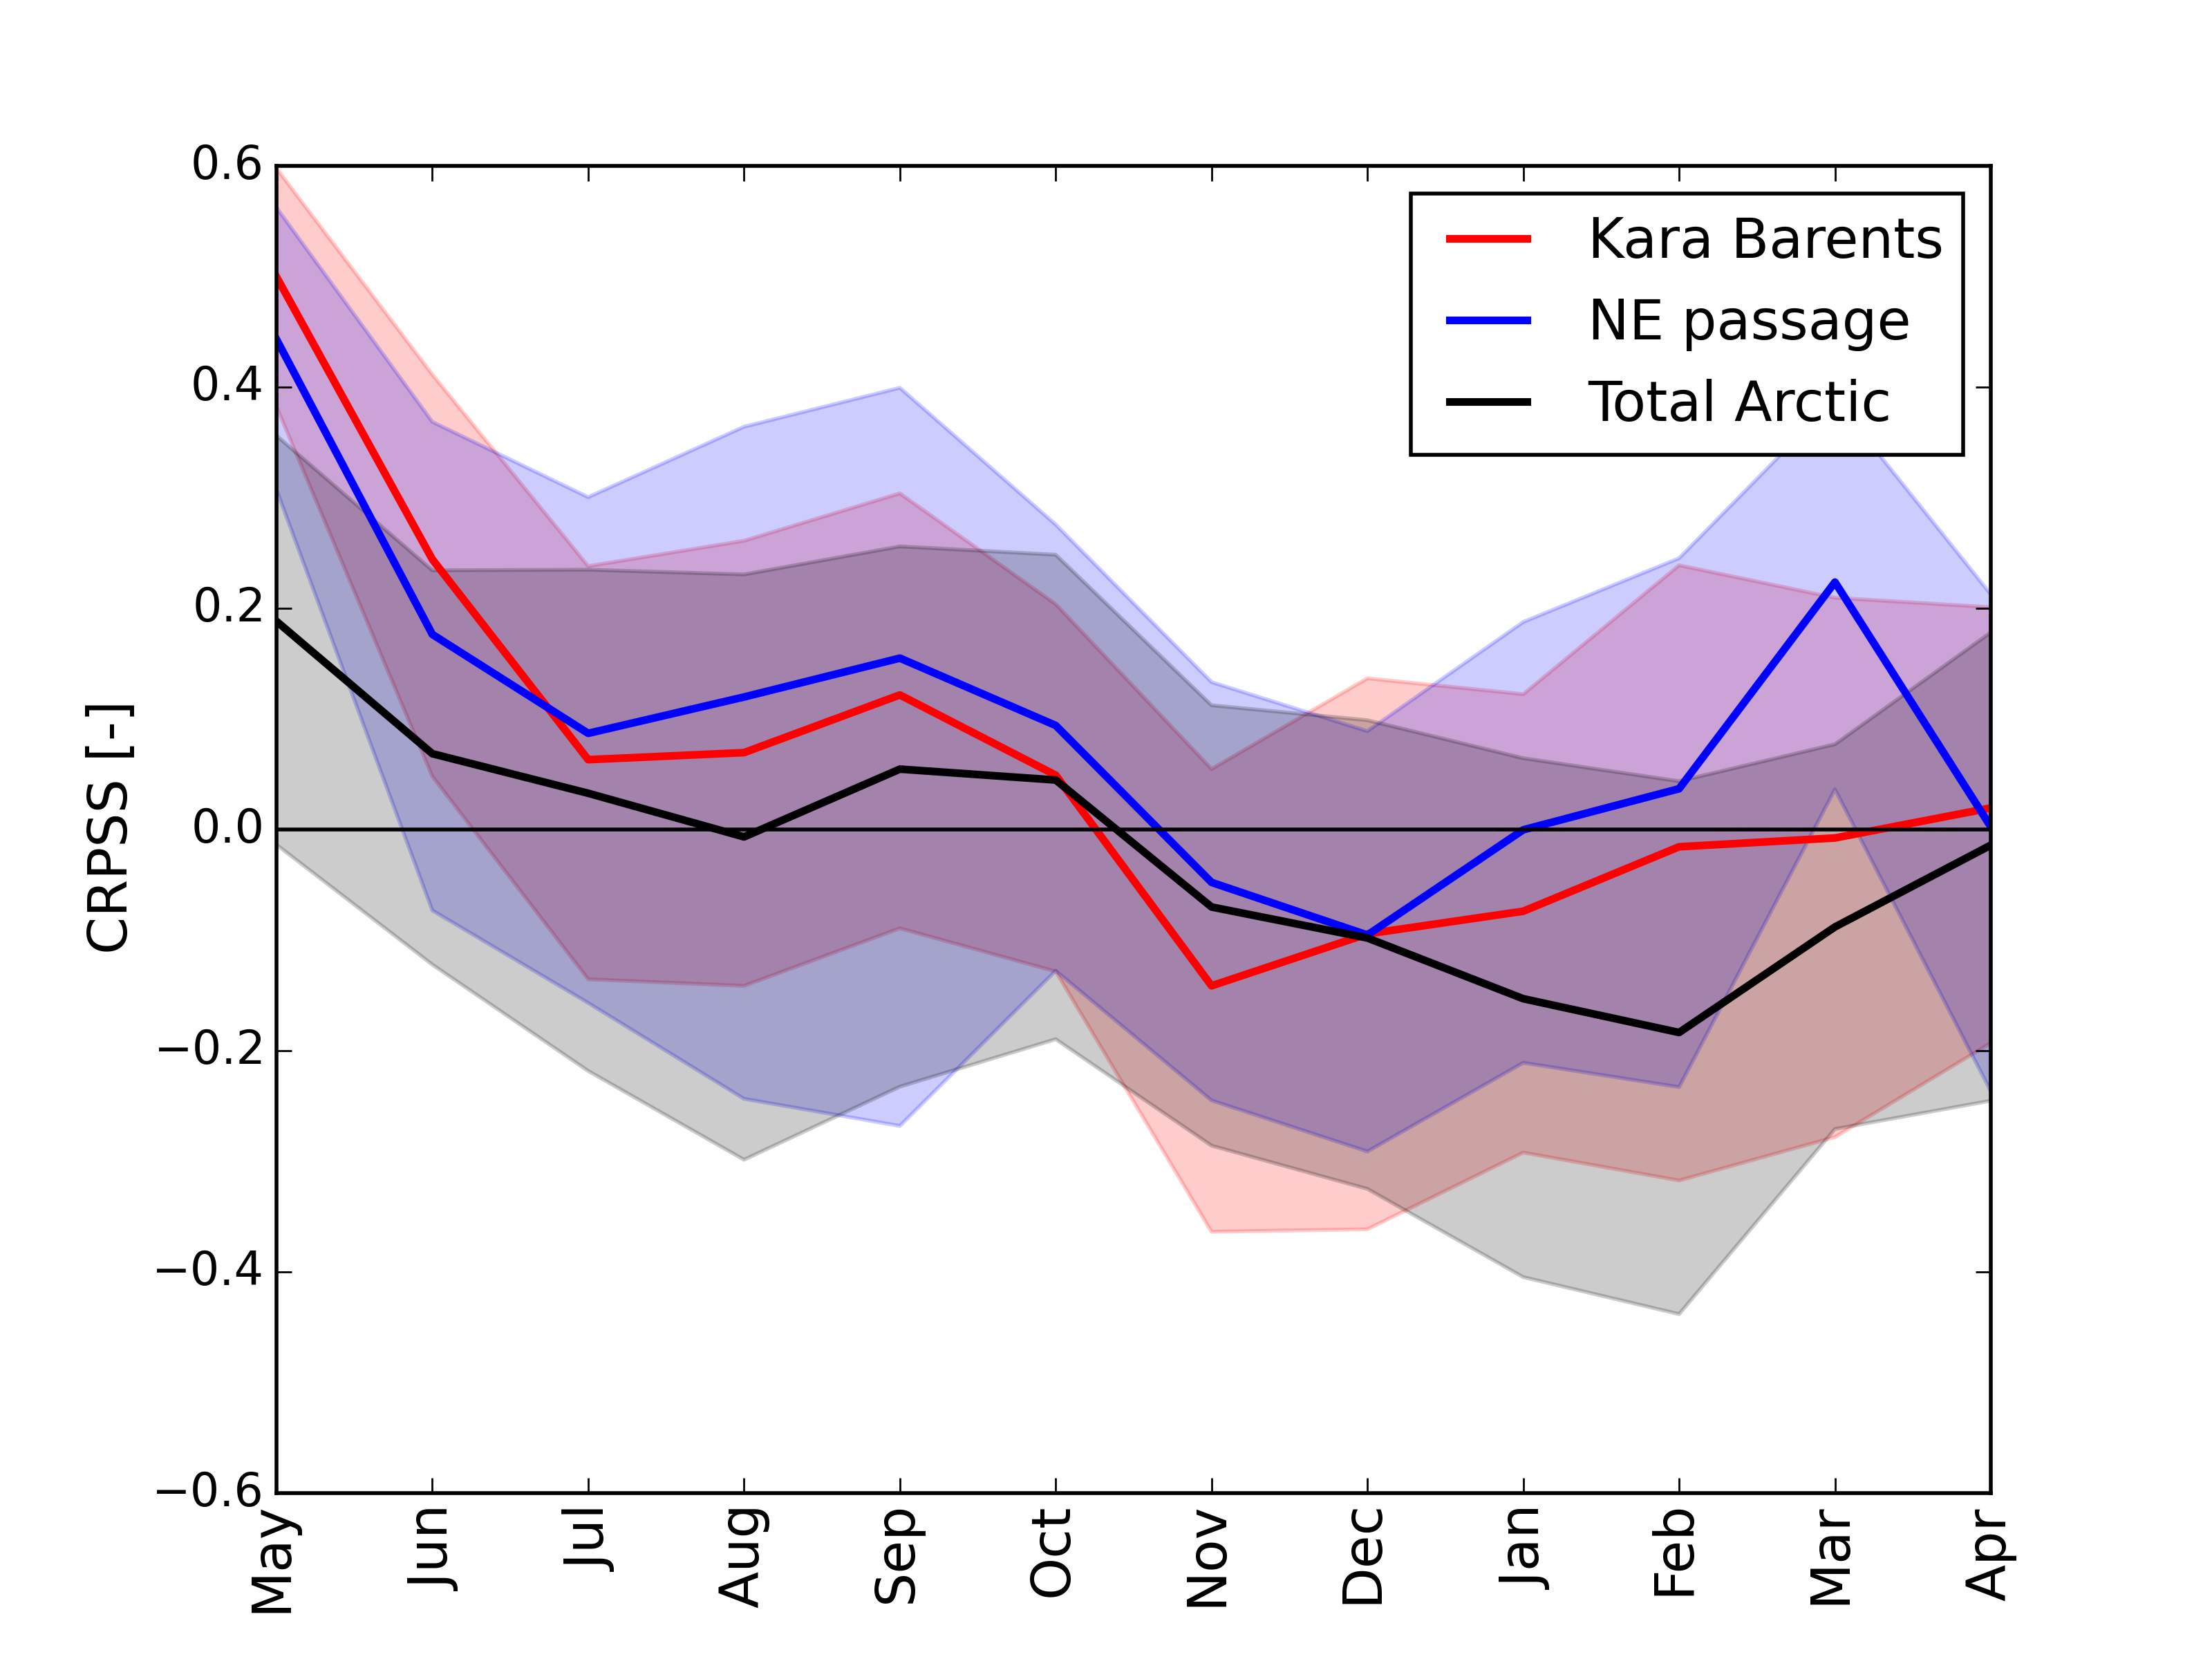 0.6
0.4
0.2
0.0
−0.2
−0.4
−0.6
CRPSS [-]
Kara Barents
NE passage
Total Arctic
May
Jun
Jul
Aug
Sep
Oct
Nov
Dec
Jan
Feb
Mar
Apr